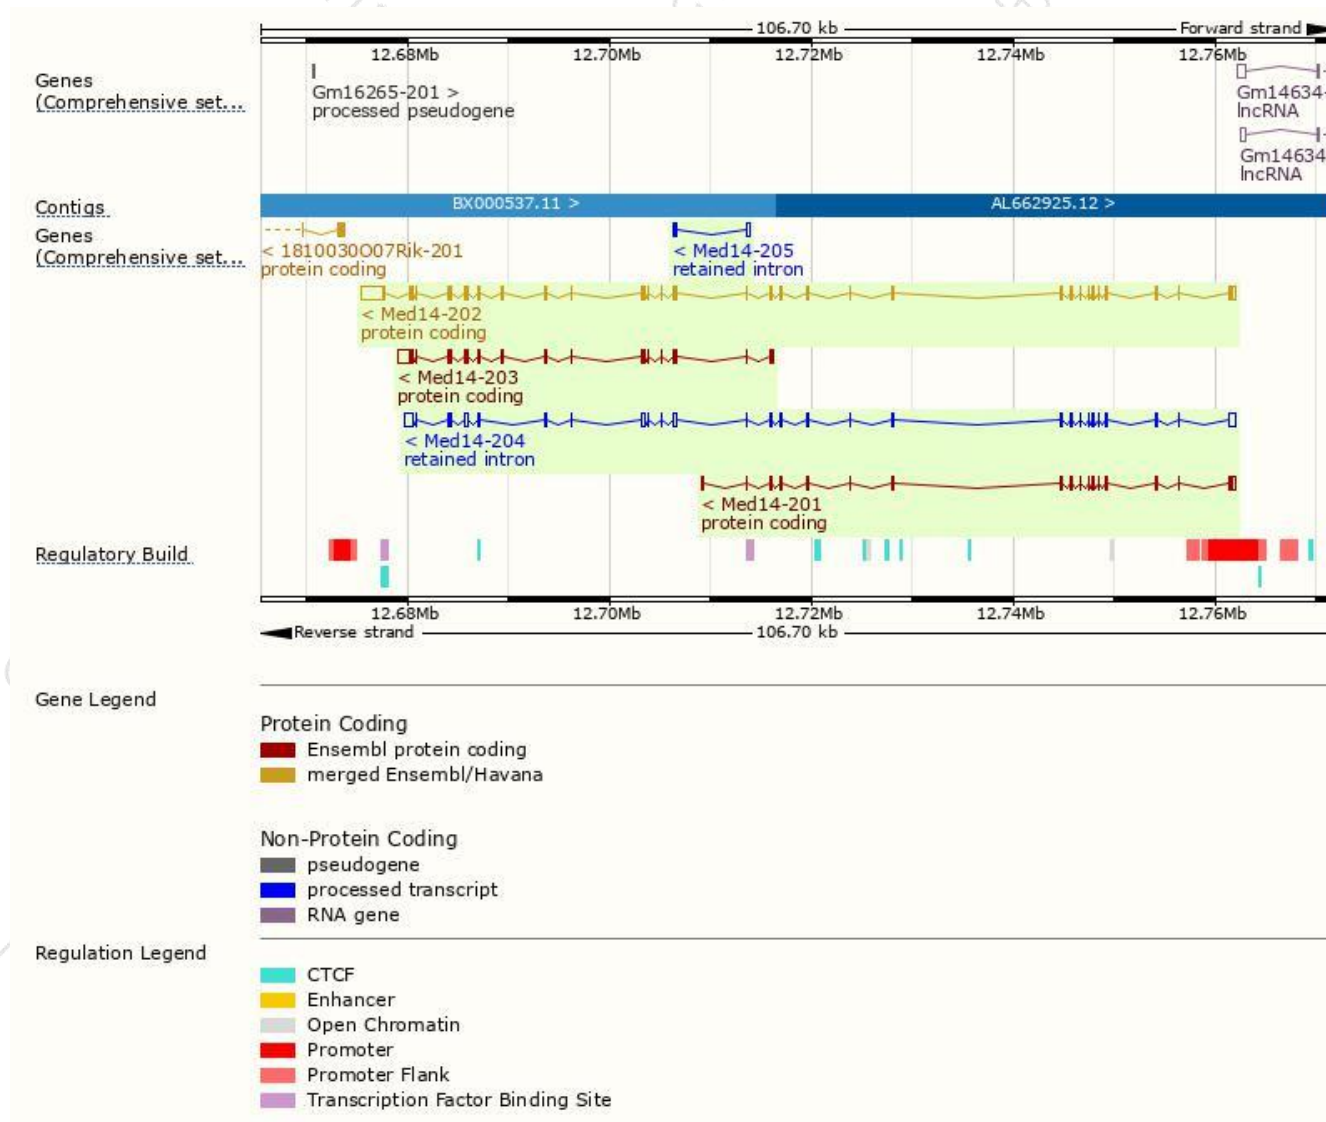 106.70 kb Forward strand
12.68Mb 12.70Mb 12.72Mb 12.74Mb 12.76Mb
Genes
(Comprehensive set...
Gm16265-201 >
processed pseudogene
Gm14634-
lncRNA
Gm14634
lncRNA
Contigs
BX000537.11 > AL662925.12 >
Genes
(Comprehensive set...
< 1810030O07Rik-201
protein coding
< Med14-205
retained intron
< Med14-202
protein coding
< Med14-203
protein coding
< Med14-204
retained intron
< Med14-201
protein coding
Regulatory Build
12.68Mb 12.70Mb 12.72Mb 12.74Mb 12.76Mb
Reverse strand 106.70 kb
Gene Legend
Protein Coding
Ensembl protein coding
merged Ensembl/Havana
Non-Protein Coding
pseudogene
processed transcript
RNA gene
Regulation Legend
CTCF
Enhancer
Open Chromatin
Promoter
Promoter Flank
Transcription Factor Binding Site